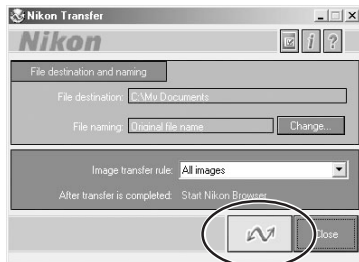 Nikon Transfer
Nikon
i ?
File destination and naming
File destination: C:\My Documents
File naming: Original file name
Change...
Image transfer rule: All images
After transfer is completed: Start Nikon Browser
Close